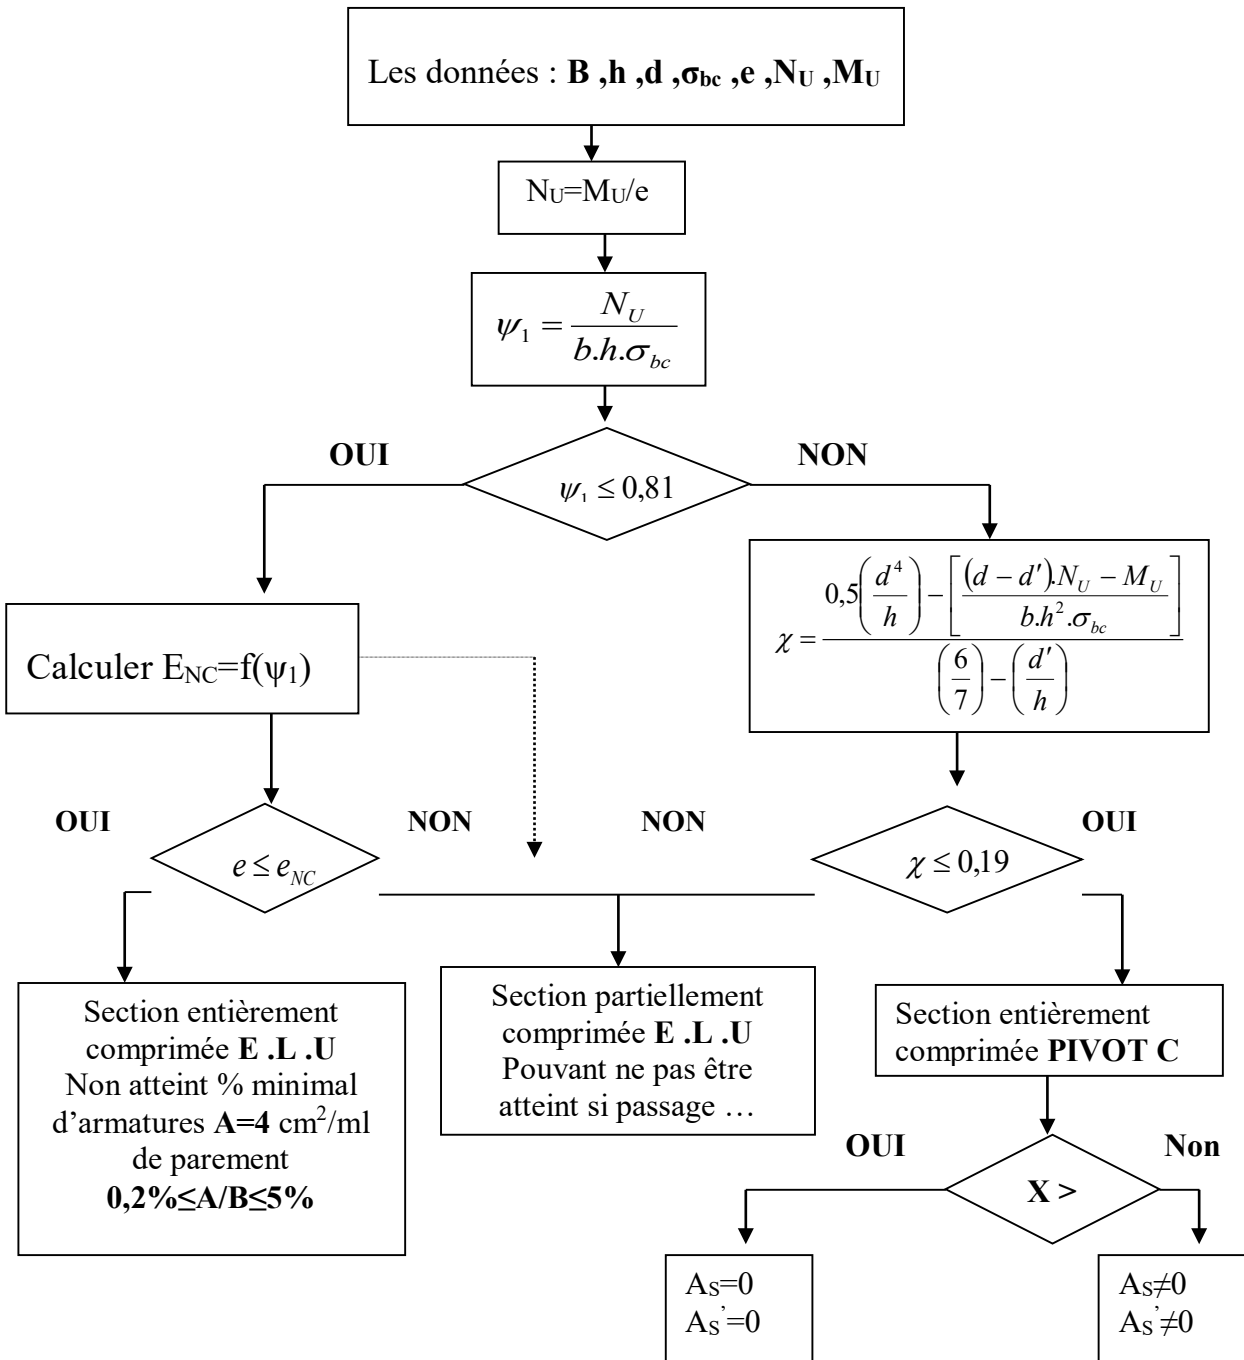 Les données : B ,h ,d ,σbc ,e ,NU ,MU
NU=MU/e
ψ1 = NU / b.h.σbc
OUI
NON
ψ1 ≤ 0,81
χ = (0,5(d⁴/h) − [(d − d′).NU − MU / b.h².σbc]) / ((6/7) − (d′/h))
Calculer ENC=f(ψ1)
OUI
NON
NON
OUI
e ≤ eNC
χ ≤ 0,19
Section entièrement
comprimée E .L .U
Non atteint % minimal
d’armatures A=4 cm²/ml
de parement
0,2%≤A/B≤5%
Section partiellement
comprimée E .L .U
Pouvant ne pas être
atteint si passage …
Section entièrement
comprimée PIVOT C
OUI
Non
X >
AS=0
AS’=0
AS≠0
AS’≠0